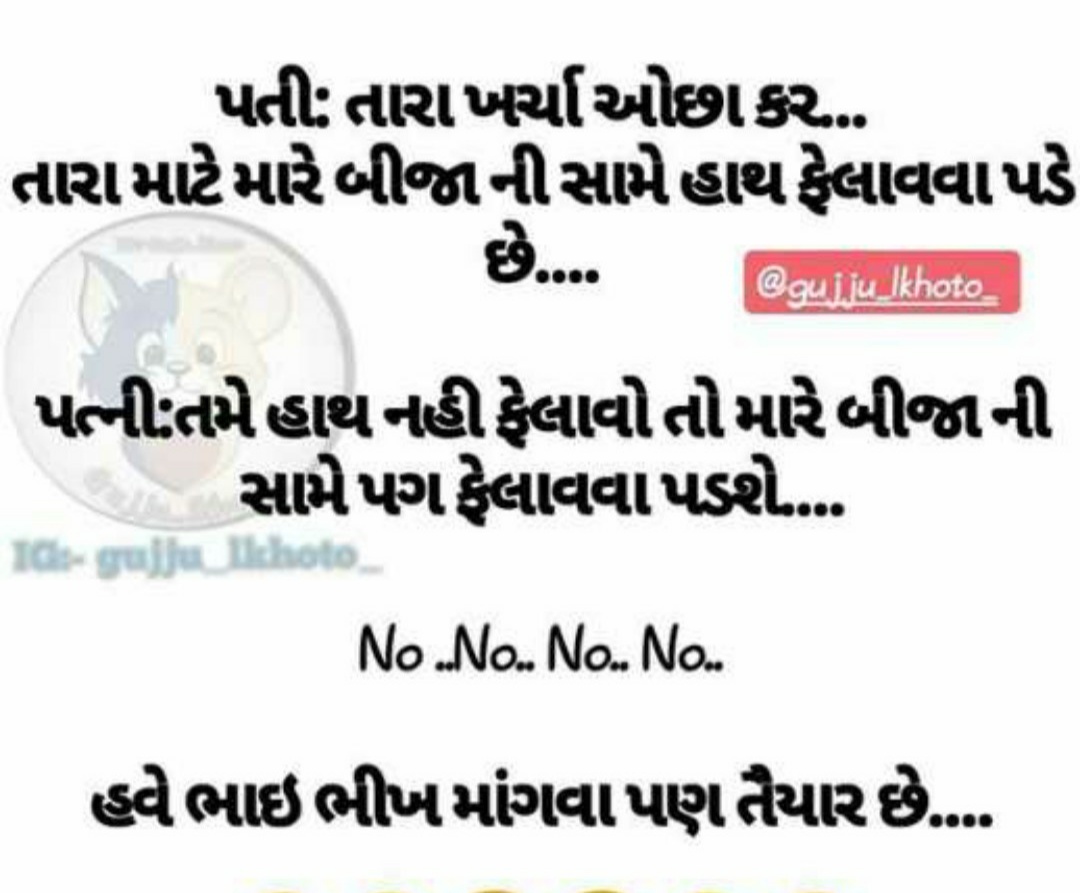 પતી: તારા ખર્ચા ઓછા કર...
તારા માટે મારે બીજા ની સામે હાથ ફેલાવવા પડે
છે....
@gujju_lkhoto_
પત્ની:તમે હાથ નહી ફેલાવો તો મારે બીજા ની
સામે પગ ફેલાવવા પડશે....
IG:- gujju_lkhoto_
No ..No.. No.. No..
હવે ભાઇ ભીખ માંગવા પણ તૈયાર છે....